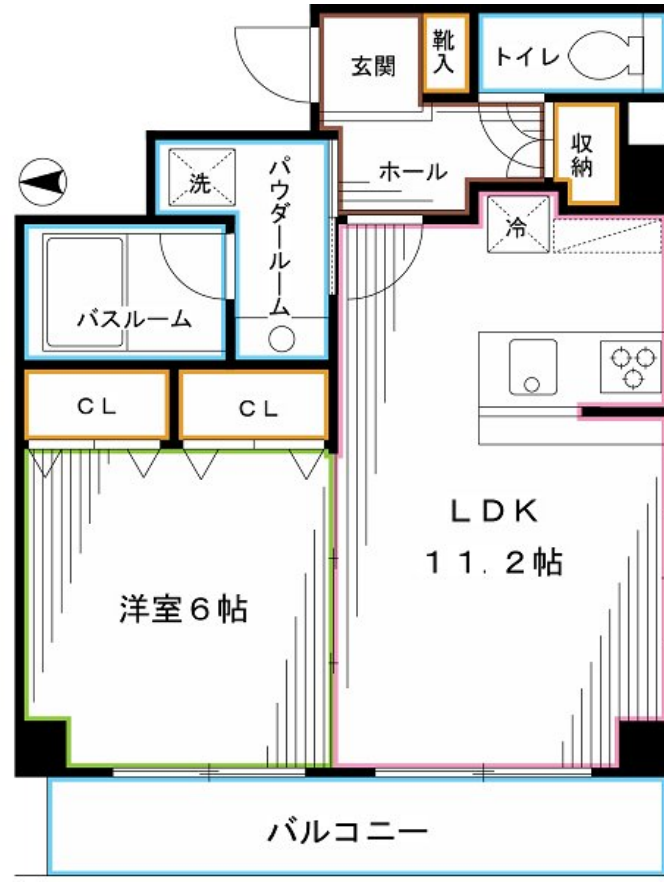 玄関
靴入
トイレ
ホール
収納
洗
パウダールーム
冷
バスルーム
CL
CL
LDK
11.2帖
洋室6帖
バルコニー